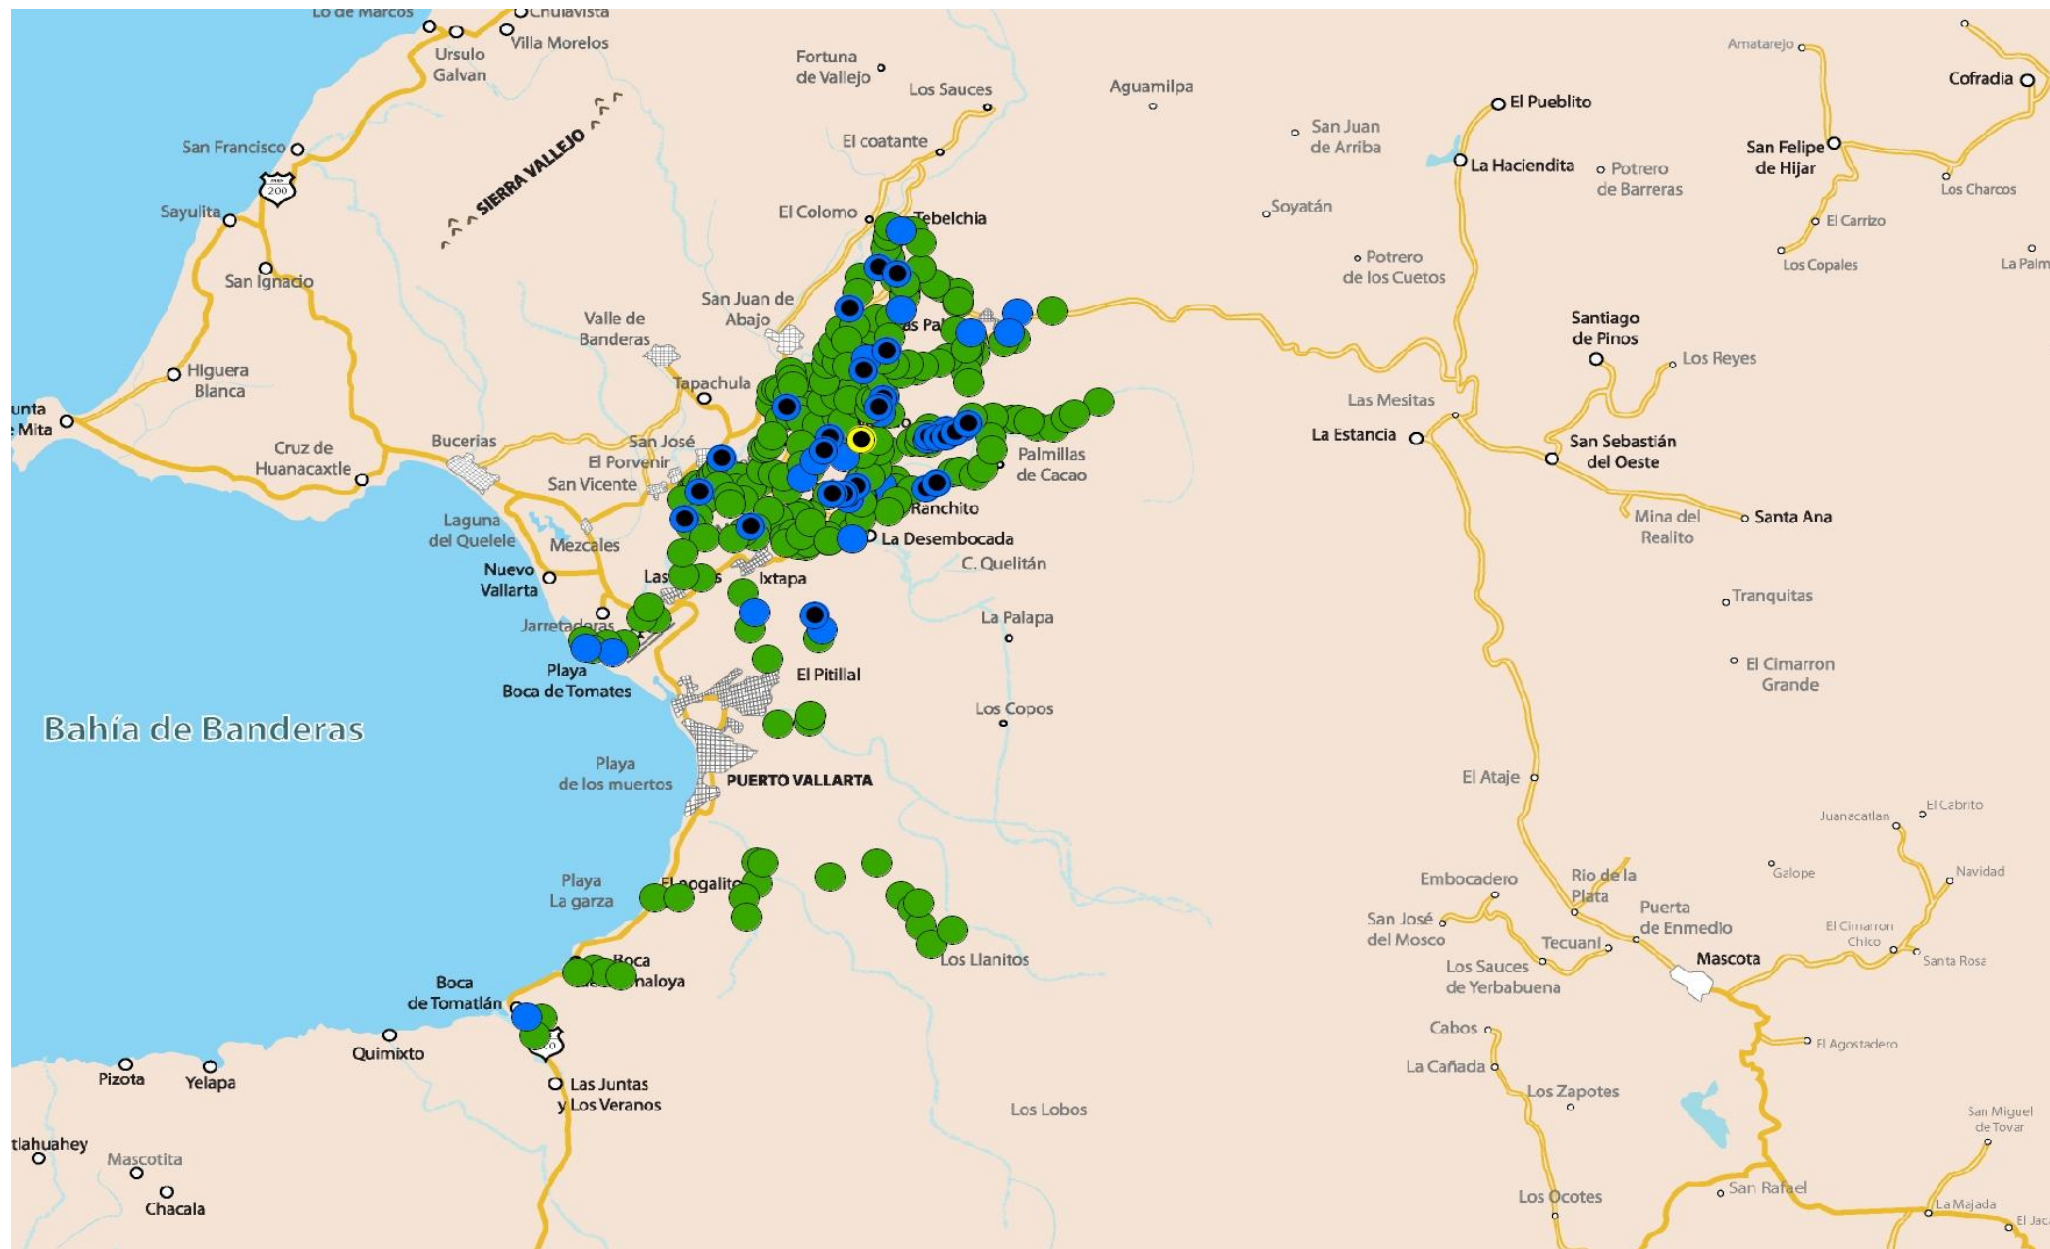 Lo de Marcos
Chulavista
Ursulo
Galvan
Villa Morelos
Fortuna
de Vallejo
Los Sauces
Aguamilpa
El coatante
San Juan
de Arriba
El Pueblito
La Haciendita
Potrero
de Barreras
Amatarejo
Cofradia
San Felipe
de Hijar
Los Charcos
El Carrizo
Los Copales
La Palm
San Francisco
200
SIERRA VALLEJO
Sayulita
San Ignacio
El Colomo
Tebelchia
Soyatán
Potrero
de los Cuetos
San Juan de
Abajo
Valle de
Banderas
as Pal
Tapachula
Santiago
de Pinos
Los Reyes
Higuera
Blanca
unta
Mita
Cruz de
Huanacaxtle
Bucerias
San José
El Porvenir
San Vicente
Las Mesitas
La Estancia
San Sebastián
del Oeste
Palmillas
de Cacao
Ranchito
Laguna
del Quelele
Mezcales
La Desembocada
C. Quelitán
Mina del
Realito
Santa Ana
Nuevo
Vallarta
Las
s
Ixtapa
Jarretaderas
La Palapa
Tranquitas
Playa
Boca de Tomates
El Pitillal
El Cimarron
Grande
Bahía de Banderas
Los Copos
Playa
de los muertos
PUERTO VALLARTA
El Ataje
El Cabrito
Juanacatlan
Playa
La garza
El nogalito
Embocadero
Rio de la
Plata
Galope
Navidad
San José
del Mosco
Puerta
de Enmedio
Tecuani
El Cimarron
Chico
Santa Rosa
Los Sauces
de Yerbabuena
Mascota
Los Llanitos
Boca
maloya
Boca
de Tomatlán
Quimixto
Pizota
Yelapa
Las Juntas
y Los Veranos
Cabos
La Cañada
El Agostadero
Los Zapotes
Los Lobos
San Miguel
de Tovar
tlahuahey
Mascotita
Chacala
Los Ocotes
San Rafael
La Majada
El Jac